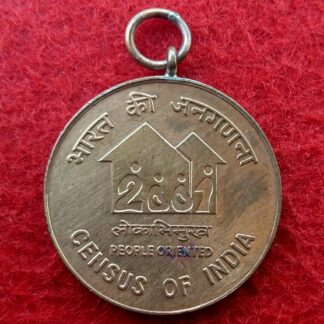 भारत की जनगणना
2001
लोकाभिमुख
PEOPLE ORIENTED
CENSUS OF INDIA